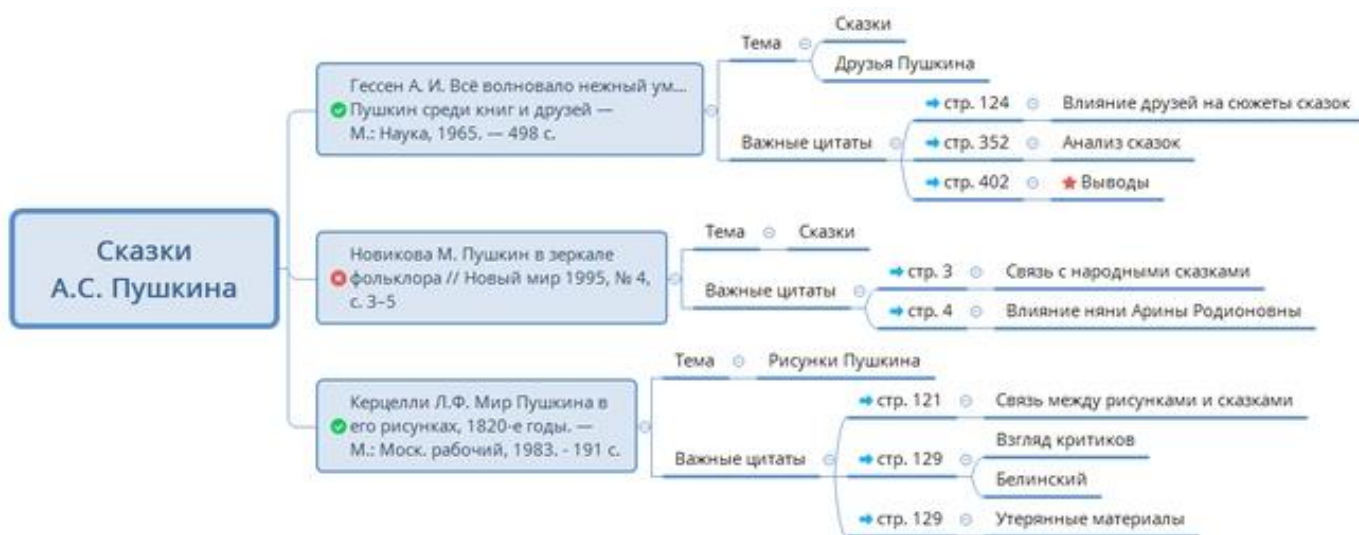 Сказки
А.С. Пушкина
Гессен А. И. Всё волновало нежный ум...
Пушкин среди книг и друзей —
М.: Наука, 1965. — 498 с.
Тема
Сказки
Друзья Пушкина
Важные цитаты
стр. 124
Влияние друзей на сюжеты сказок
стр. 352
Анализ сказок
стр. 402
Выводы
Новикова М. Пушкин в зеркале
фольклора // Новый мир 1995, № 4,
с. 3–5
Тема
Сказки
Важные цитаты
стр. 3
Связь с народными сказками
стр. 4
Влияние няни Арины Родионовны
Керцелли Л.Ф. Мир Пушкина в
его рисунках, 1820-е годы. —
М.: Моск. рабочий, 1983. - 191 с.
Тема
Рисунки Пушкина
Важные цитаты
стр. 121
Связь между рисунками и сказками
стр. 129
Взгляд критиков
Белинский
стр. 129
Утерянные материалы